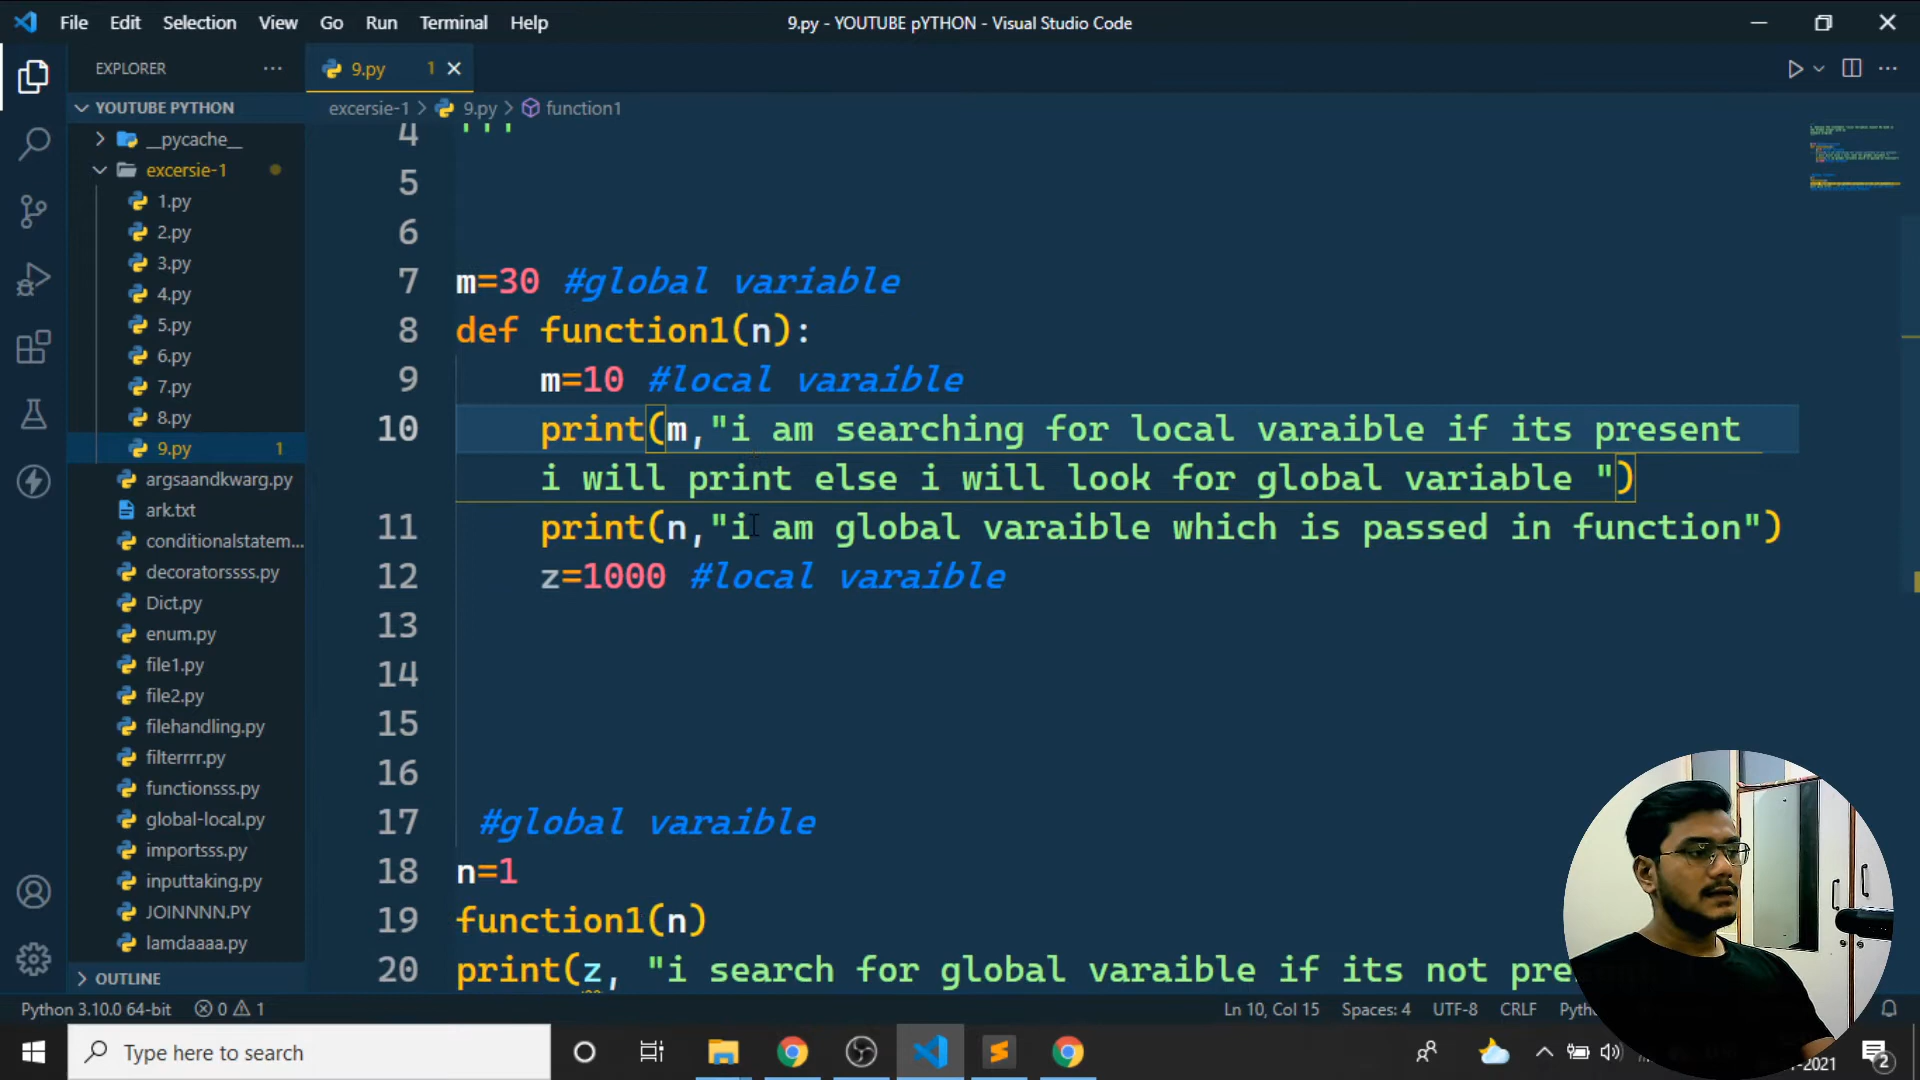 File Edit Selection View Go Run Terminal Help
9.py - YOUTUBE pYTHON - Visual Studio Code
EXPLORER
9.py 1
YOUTUBE PYTHON
excersie-1 > 9.py > function1
__pycache__
excersie-1
1.py
2.py
3.py
4.py
5.py
6.py
7.py
8.py
9.py 1
argsaandkwarg.py
ark.txt
conditionalstatem...
decoratorssss.py
Dict.py
enum.py
file1.py
file2.py
filehandling.py
filterrrr.py
functionsss.py
global-local.py
importsss.py
inputtaking.py
JOINNNN.PY
lamdaaaa.py
OUTLINE
4 '''
5
6
7 m=30 #global variable
8 def function1(n):
9 m=10 #local varaible
10 print(m,"i am searching for local varaible if its present
i will print else i will look for global variable ")
11 print(n,"i am global varaible which is passed in function")
12 z=1000 #local varaible
13
14
15
16
17 #global varaible
18 n=1
19 function1(n)
20 print(z, "i search for global varaible if its not
Python 3.10.0 64-bit 0 1
Ln 10, Col 15 Spaces: 4 UTF-8 CRLF
Type here to search
2021
2